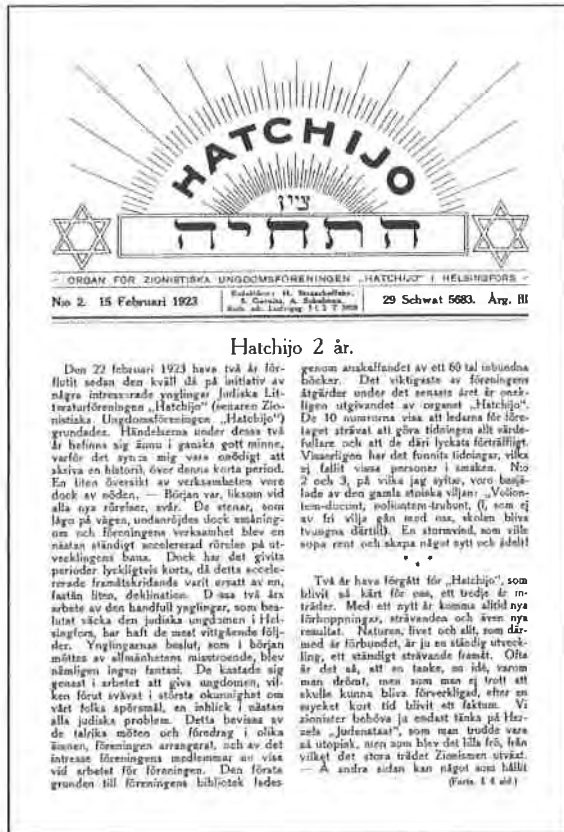 HATCHIJO
ציון
התחיה
ORGAN FÖR ZIONISTISKA UNGDOMSFÖRENINGEN „HATCHIJO" I HELSINGFORS
N:o 2. 15 Februari 1923
29 Schwat 5683. Årg. III
Hatchijo 2 år.
Den 22 februari 1923 hava två år för-
flutit sedan den kväll då på initiativ av
några intresserade ynglingar Judiska Lit-
teraturföreningen „Hatchijo" (senaren Zio-
nistiska Ungdomsföreningen „Hatchijo")
grundades. Händelserna under dessa två
år befinna sig ännu i ganska gott minne,
varför det synes mig vara onödigt att
skriva en historik över denna korta period.
En liten översikt av verksamheten vore
dock av nöden. — Början var, liksom vid
alla nya rörelser, svår. De stenar, som
lågo på vägen, undanröjdes dock småning-
om och föreningens verksamhet blev en
nästan ständigt accelererad rörelse på ut-
vecklingens bana. Dock har det givits
perioder lyckligtvis korta, då detta accele-
rerade framåtskridande varit ersatt av en,
fastän liten, deklination. Dessa två års
arbete av den handfull ynglingar, som bes-
lutat väcka den judiska ungdomen i Hel-
singfors, har haft de mest vittgående följ-
der. Ynglingarnas beslut, som i början
möttes av allmänhetens misstroende, blev
nämligen ingen fantasi. De kastade sig
genast i arbetet att giva ungdomen, vil-
ken förut svävat i största okunnighet om
vårt folks spörsmål, en inblick i nästan
alla judiska problem. Detta bevisas av
de talrika möten och föredrag i olika
ämnen, föreningen arrangerat, och av det
intresse föreningens medlemmar nu visa
vid arbetet för föreningen. Den första
grunden till föreningens bibliotek lades
genom anskaffandet av ett 60 tal inbundna
böcker. Det viktigaste av föreningens
åtgärder under det senaste året är onek-
ligen utgivandet av organet „Hatchijo".
De 10 numrorna visa att ledarna för före-
taget strävat att göra tidningen allt värde-
fullare och att de däri lyckats förträffligt.
Visserligen har det funnits tidningar, vilka
ej fallit vissa personer i smaken. N:o
2 och 3, på vilka jag syftar, voro besjä-
lade av den gamla stoiska viljan: „Volen-
tem-ducunt, noluntem-trahunt, (I, som ej
av fri vilja gån med oss, skolen bliva
tvungna därtill). En stormvind, som ville
sopa rent och skapa något nytt och ädelt!
* * *
Två år hava förgått för „Hatchijo", som
blivit så kärt för oss, ett tredje år in-
träder. Med ett nytt år komma alltid nya
förhoppningar, strävanden och även nya
resultat. Naturen, livet och allt, som där-
med är förbundet, är ju en ständig utveck-
ling, ett ständigt strävande framåt. Ofta
är det så, att en tanke, en idé, varom
man drömt, men som man ej trott att
skulle kunna bliva förverkligad, efter en
mycket kort tid blivit ett faktum. Vi
zionister behöva ju endast tänka på Her-
zels „Judenstaat", som man trodde vara
så utopisk, men som blev det lilla frö, från
vilket det stora trädet Zionismen utväxt.
— Å andra sidan kan något som hållit
(Forts. å 4 sid.)